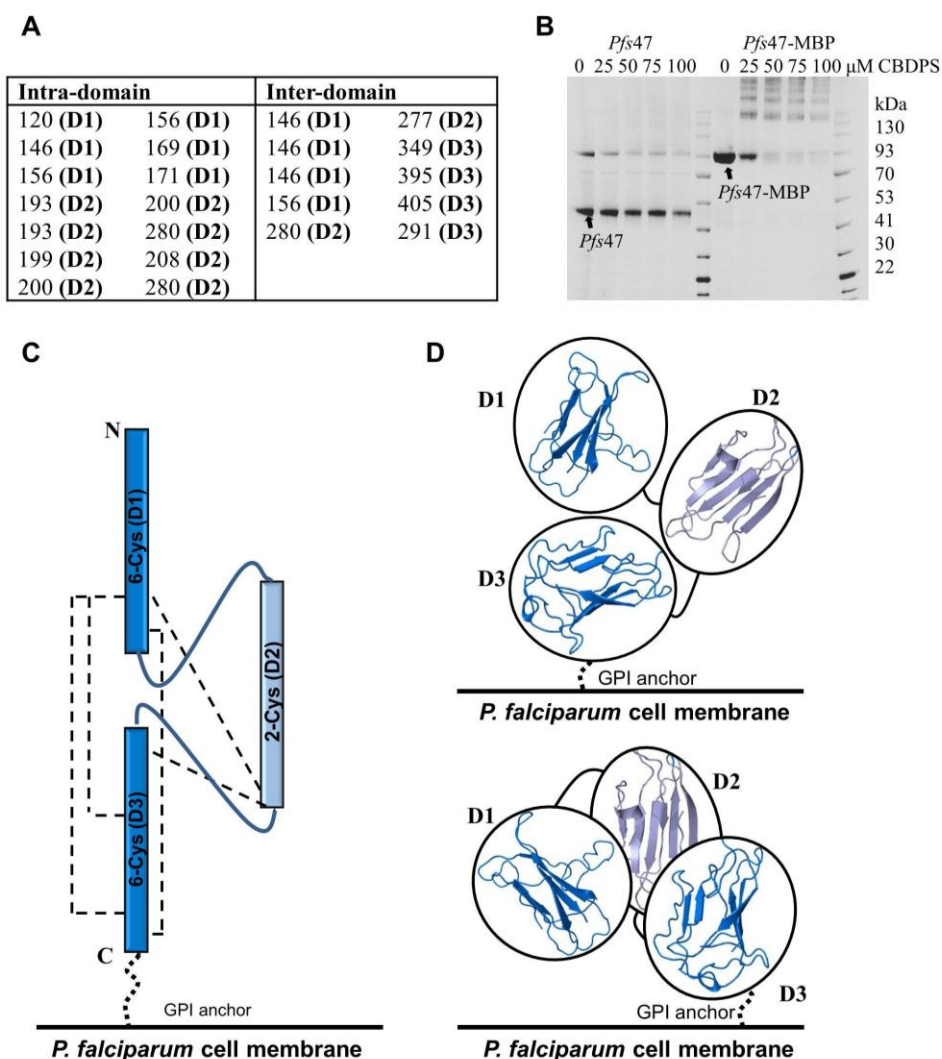 A
Intra-domain Inter-domain
120 (D1) 156 (D1) 146 (D1) 277 (D2)
146 (D1) 169 (D1) 146 (D1) 349 (D3)
156 (D1) 171 (D1) 146 (D1) 395 (D3)
193 (D2) 200 (D2) 156 (D1) 405 (D3)
193 (D2) 280 (D2) 280 (D2) 291 (D3)
199 (D2) 208 (D2)
200 (D2) 280 (D2)
B
Pfs47 Pfs47-MBP
0 25 50 75 100 0 25 50 75 100 μM CBDPS
kDa
130
93
70
53
41
30
22
Pfs47-MBP
Pfs47
C
N
6-Cys (D1)
2-Cys (D2)
6-Cys (D3)
C
GPI anchor
P. falciparum cell membrane
D
D1
D2
D3
GPI anchor
P. falciparum cell membrane
D1
D2
D3
GPI anchor
P. falciparum cell membrane